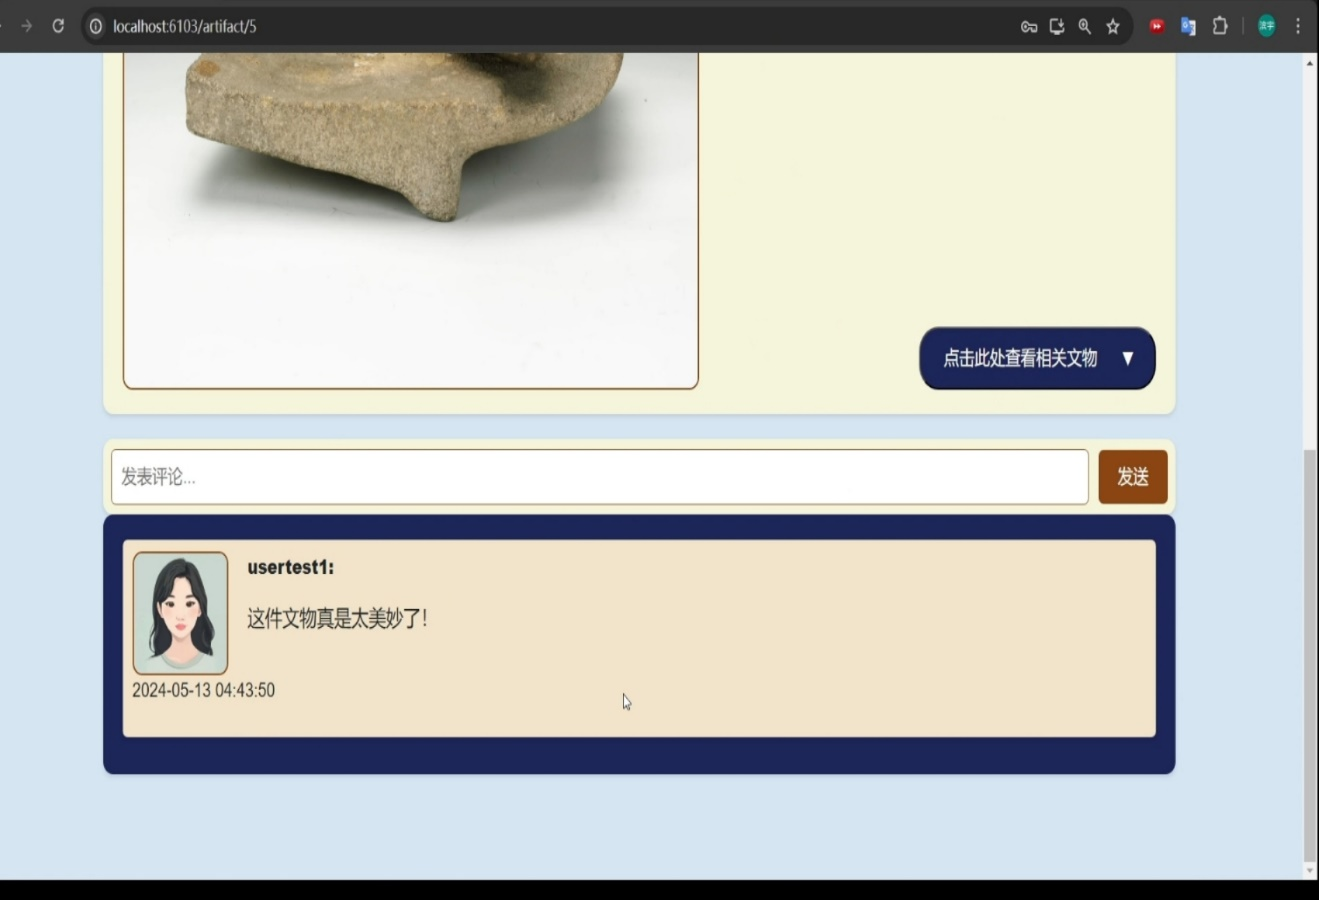 localhost:6103/artifact/5
点击此处查看相关文物 ▼
发表评论...
发送
usertest1:
这件文物真是太美妙了!
2024-05-13 04:43:50